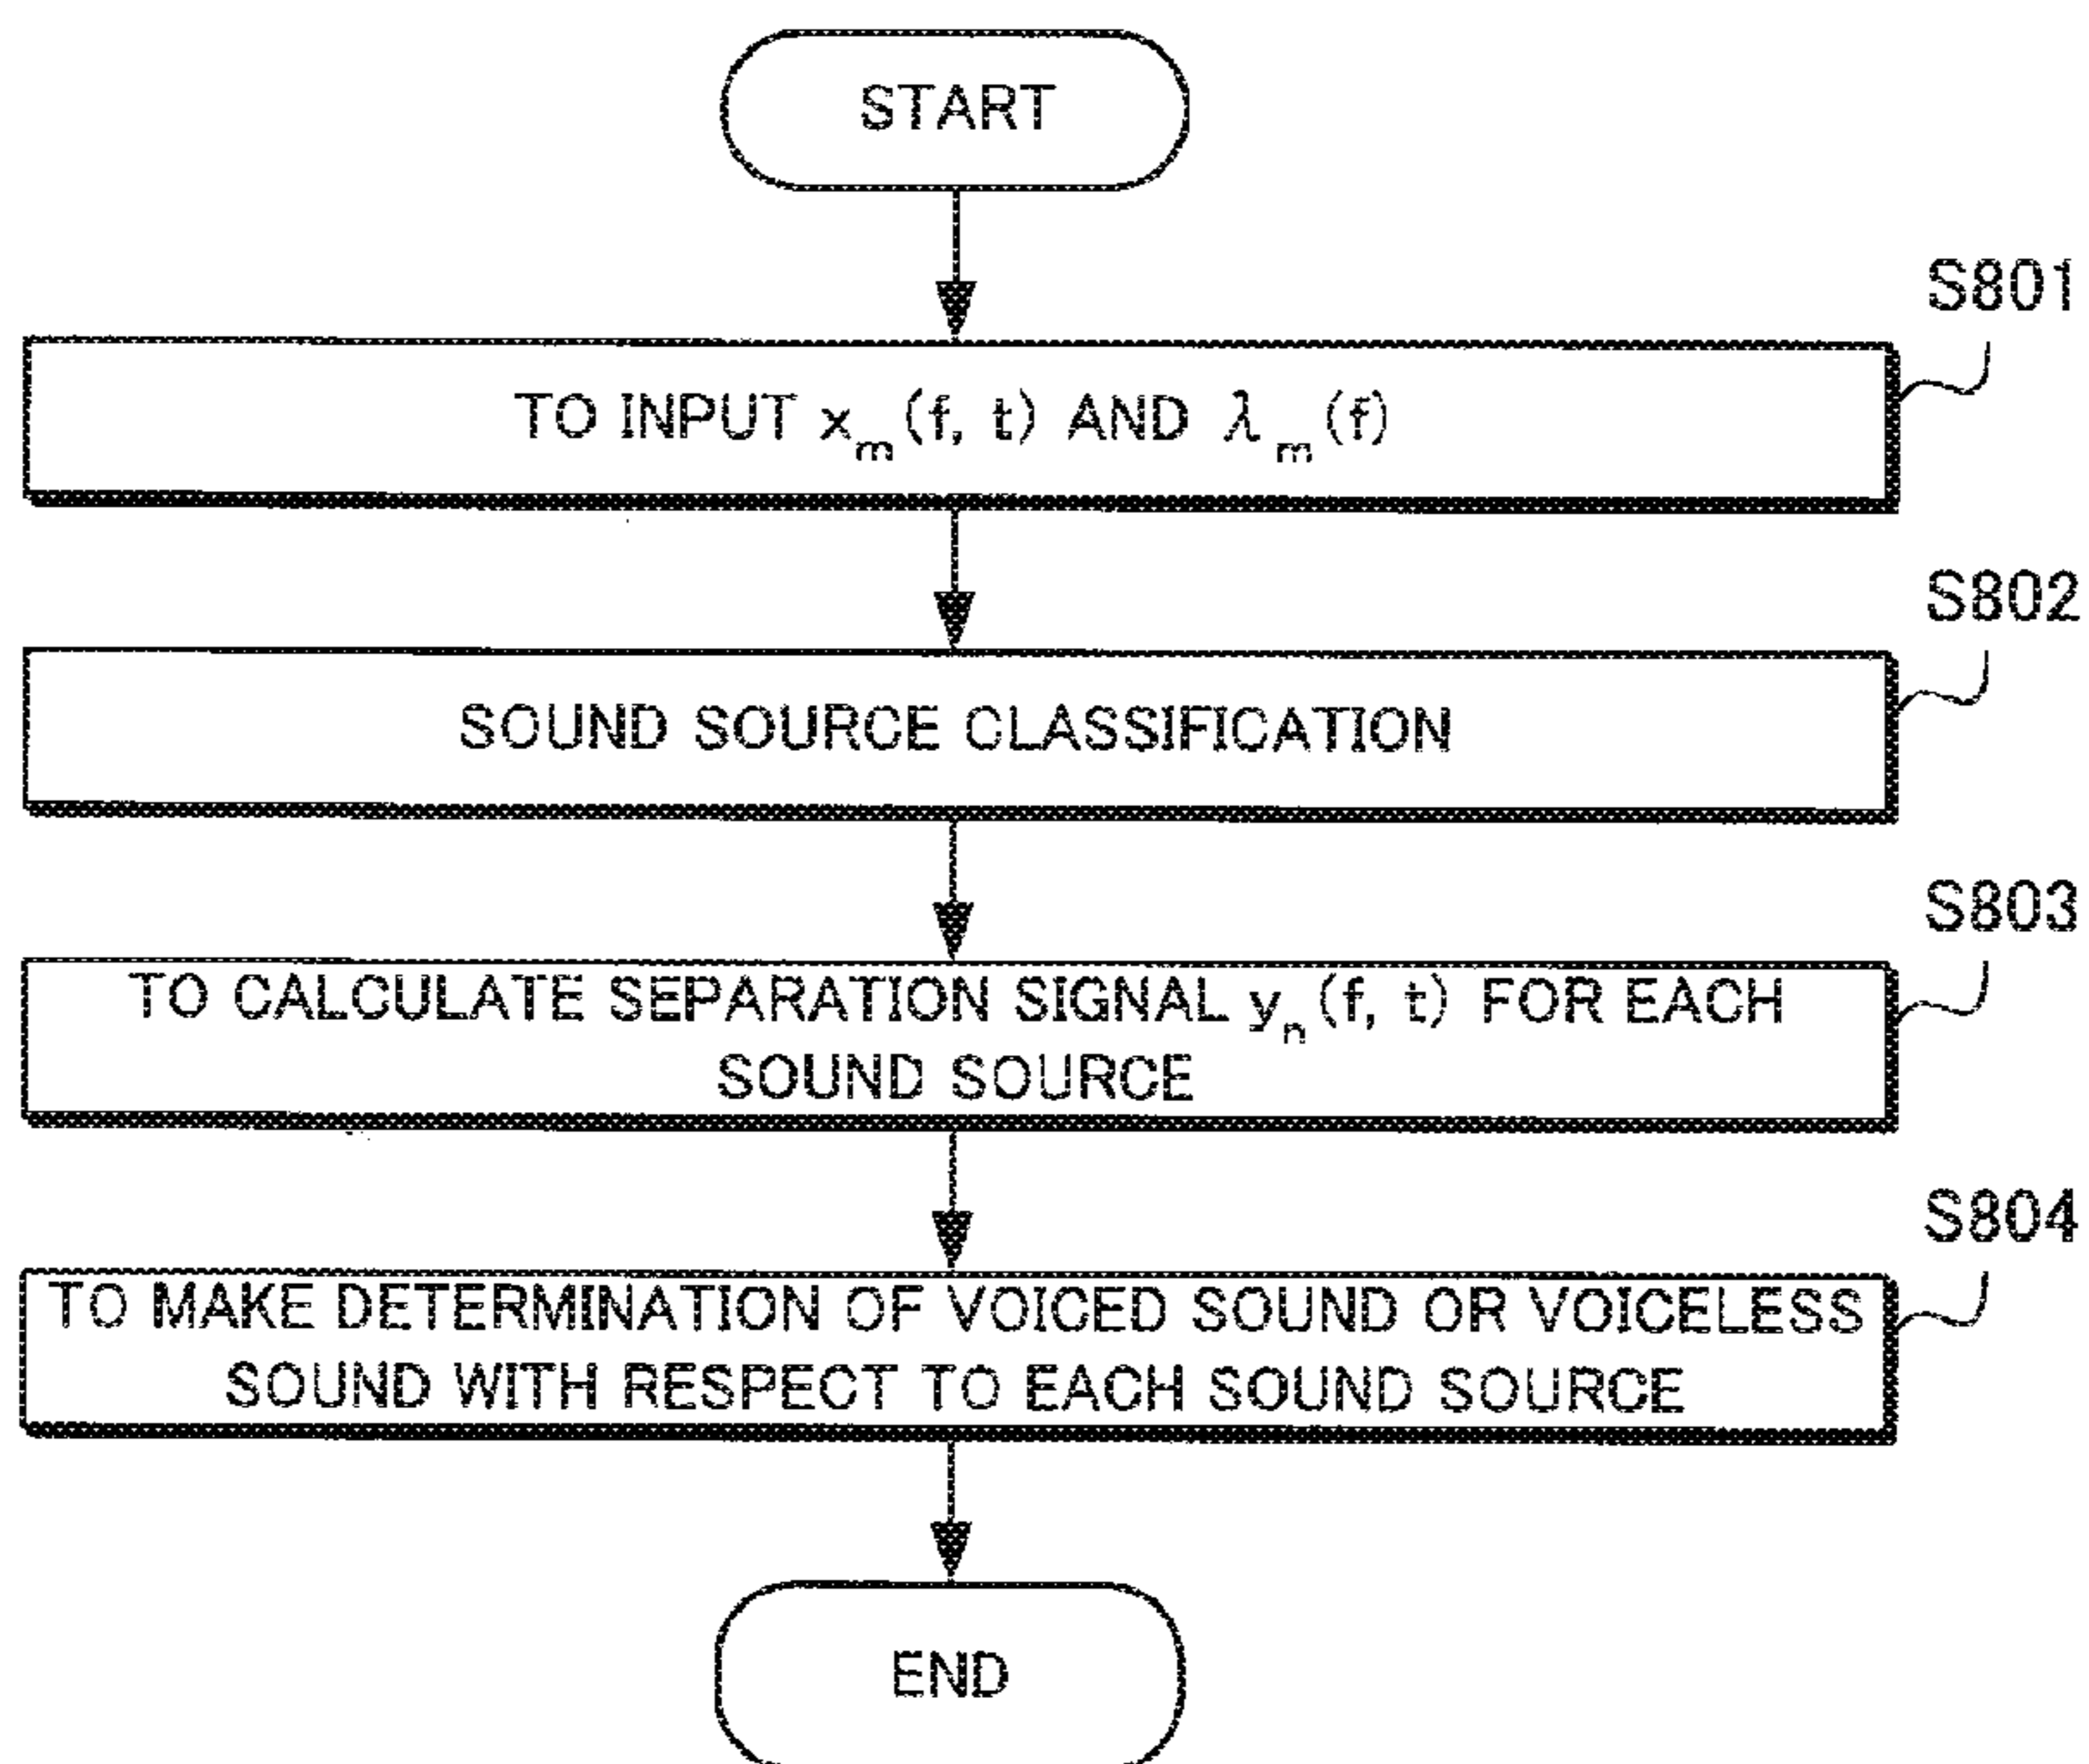 START
S801
TO INPUT xₘ(f, t) AND λₘ(f)
S802
SOUND SOURCE CLASSIFICATION
S803
TO CALCULATE SEPARATION SIGNAL yₙ(f, t) FOR EACH
SOUND SOURCE
S804
TO MAKE DETERMINATION OF VOICED SOUND OR VOICELESS
SOUND WITH RESPECT TO EACH SOUND SOURCE
END